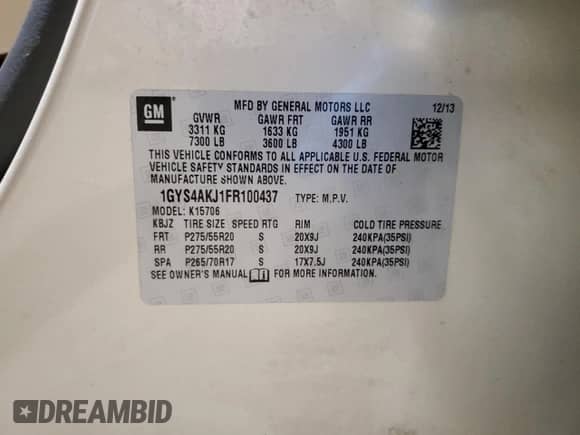 GM
MFD BY GENERAL MOTORS LLC 12/13
GVWR GAWR FRT GAWR RR
3311 KG 1633 KG 1951 KG
7300 LB 3600 LB 4300 LB
THIS VEHICLE CONFORMS TO ALL APPLICABLE U.S. FEDERAL MOTOR
VEHICLE SAFETY STANDARDS IN EFFECT ON THE DATE OF
MANUFACTURE SHOWN ABOVE.
1GYS4AKJ1FR100437 TYPE: M.P.V.
MODEL: K15706
KBJZ TIRE SIZE SPEED RTG RIM COLD TIRE PRESSURE
FRT P275/55R20 S 20X9J 240KPA(35PSI)
RR P275/55R20 S 20X9J 240KPA(35PSI)
SPA P265/70R17 S 17X7.5J 240KPA(35PSI)
SEE OWNER'S MANUAL FOR MORE INFORMATION.
DREAMBID